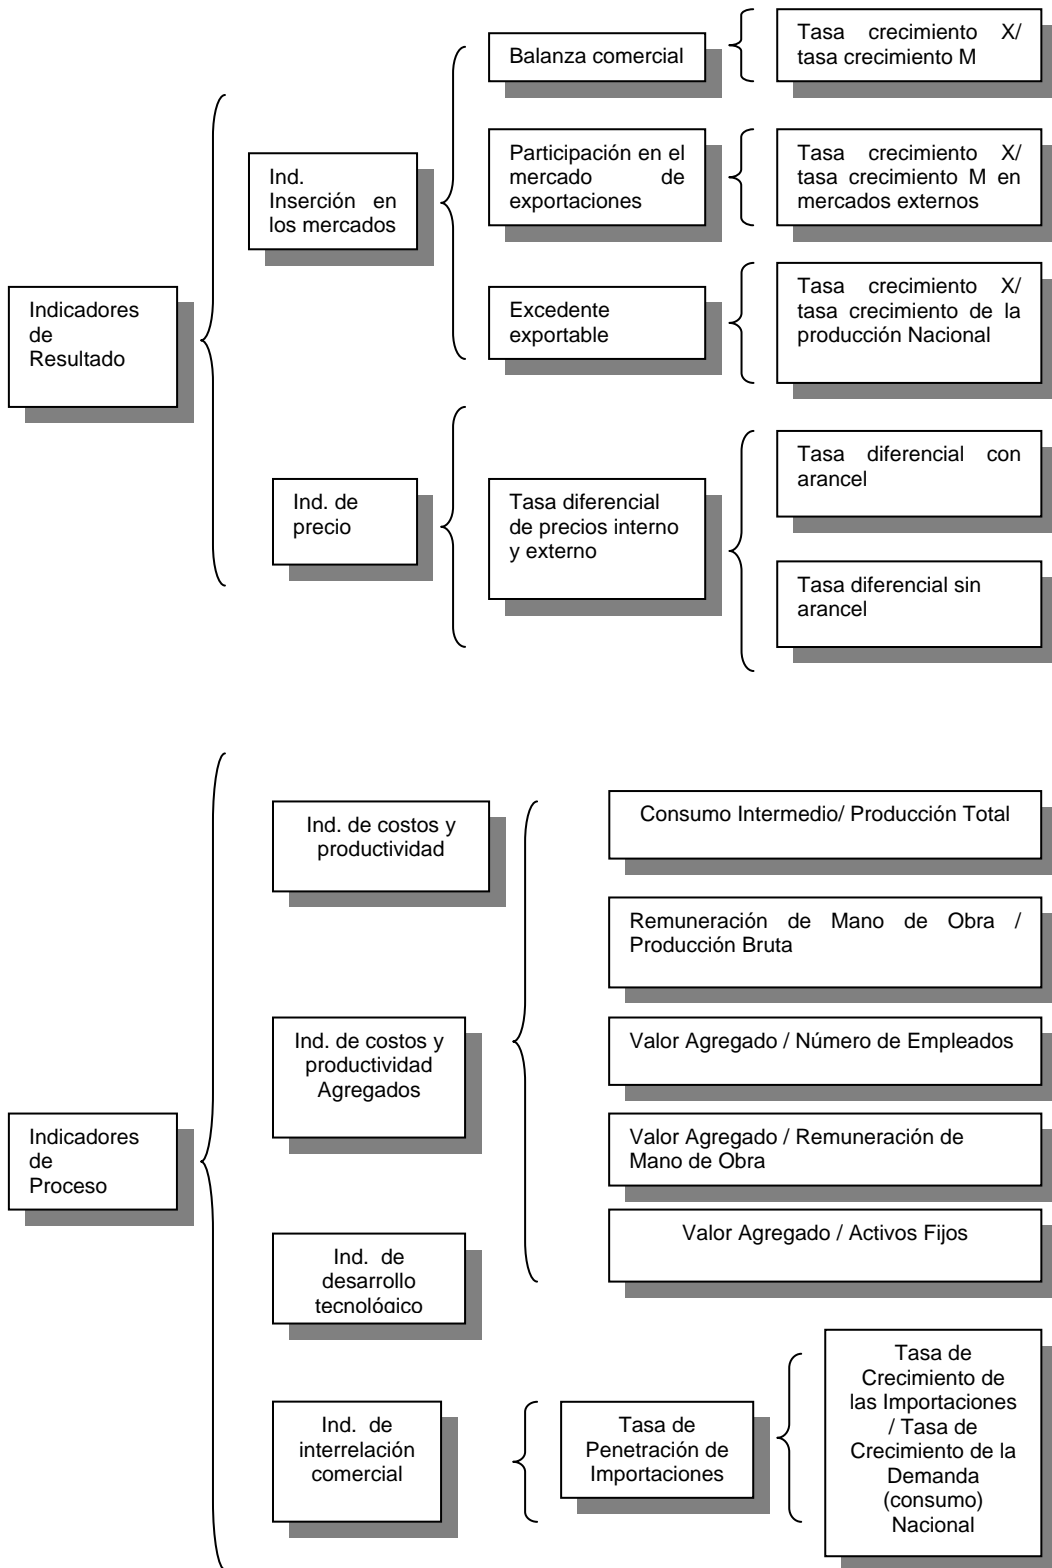 Indicadores
de
Resultado
Ind.
Inserción en
los mercados
Balanza comercial
Tasa crecimiento X/
tasa crecimiento M
Participación en el
mercado de
exportaciones
Tasa crecimiento X/
tasa crecimiento M en
mercados externos
Excedente
exportable
Tasa crecimiento X/
tasa crecimiento de la
producción Nacional
Ind. de
precio
Tasa diferencial
de precios interno
y externo
Tasa diferencial con
arancel
Tasa diferencial sin
arancel
Indicadores
de
Proceso
Ind. de costos y
productividad
Ind. de costos y
productividad
Agregados
Ind. de
desarrollo
tecnológico
Consumo Intermedio/ Producción Total
Remuneración de Mano de Obra /
Producción Bruta
Valor Agregado / Número de Empleados
Valor Agregado / Remuneración de
Mano de Obra
Valor Agregado / Activos Fijos
Ind. de
interrelación
comercial
Tasa de
Penetración de
Importaciones
Tasa de
Crecimiento de
las Importaciones
/ Tasa de
Crecimiento de la
Demanda
(consumo)
Nacional